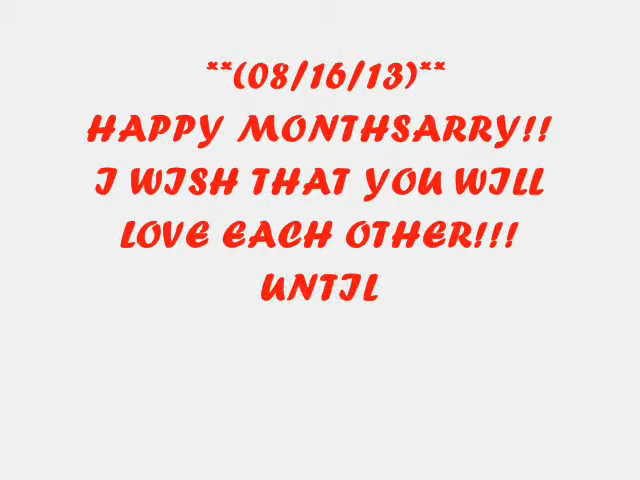 **(08/16/13)**
HAPPY MONTHSARRY!!
I WISH THAT YOU WILL
LOVE EACH OTHER!!!
UNTIL